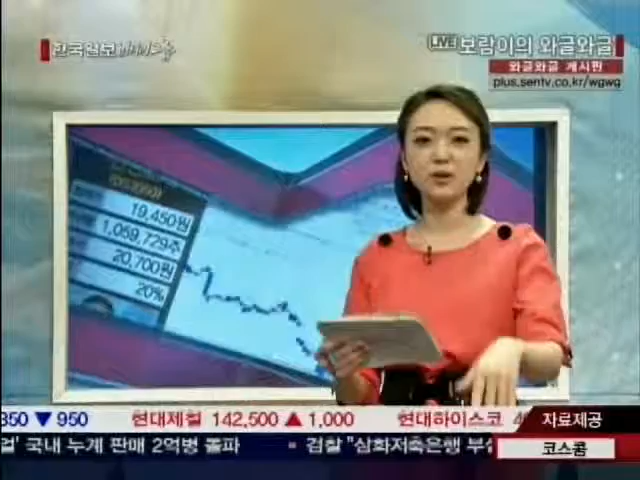 LIVE 보람이의 와글와글
와글와글 게시판
plus.sentv.co.kr/wgwg
19,450원
1,059,729주
20,700원
20%
350 ▼ 950 현대제철 142,500 ▲ 1,000 현대하이스코
자료제공
국내 누계 판매 2억병 돌파 검찰 "삼화저축은행
코스콤